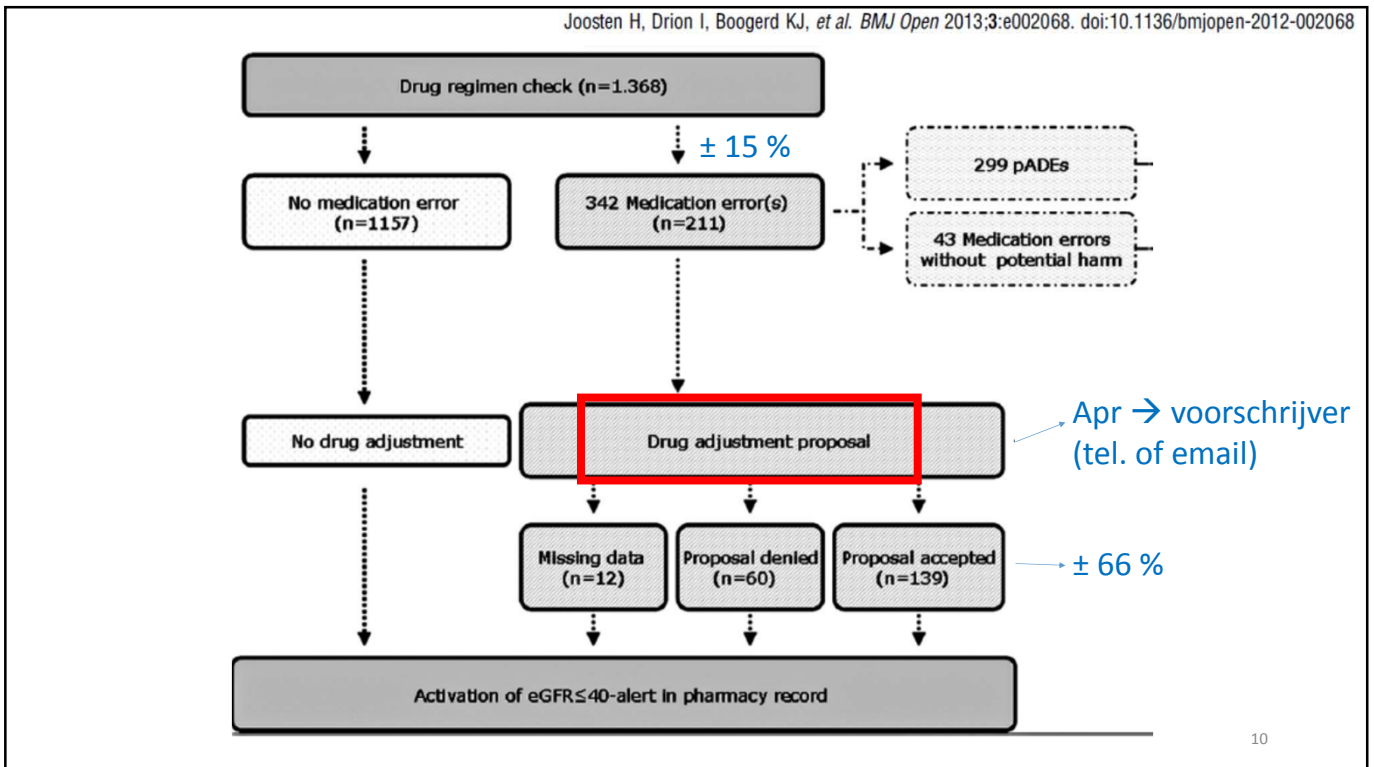 Joosten H, Drion I, Boogerd KJ, et al. BMJ Open 2013;3:e002068. doi:10.1136/bmjopen-2012-002068
Drug regimen check (n=1.368)
± 15 %
No medication error
(n=1157)
342 Medication error(s)
(n=211)
299 pADEs
43 Medication errors
without potential harm
No drug adjustment
Drug adjustment proposal
Apr → voorschrijver
(tel. of email)
Missing data
(n=12)
Proposal denied
(n=60)
Proposal accepted
(n=139)
± 66 %
Activation of eGFR≤40-alert in pharmacy record
10